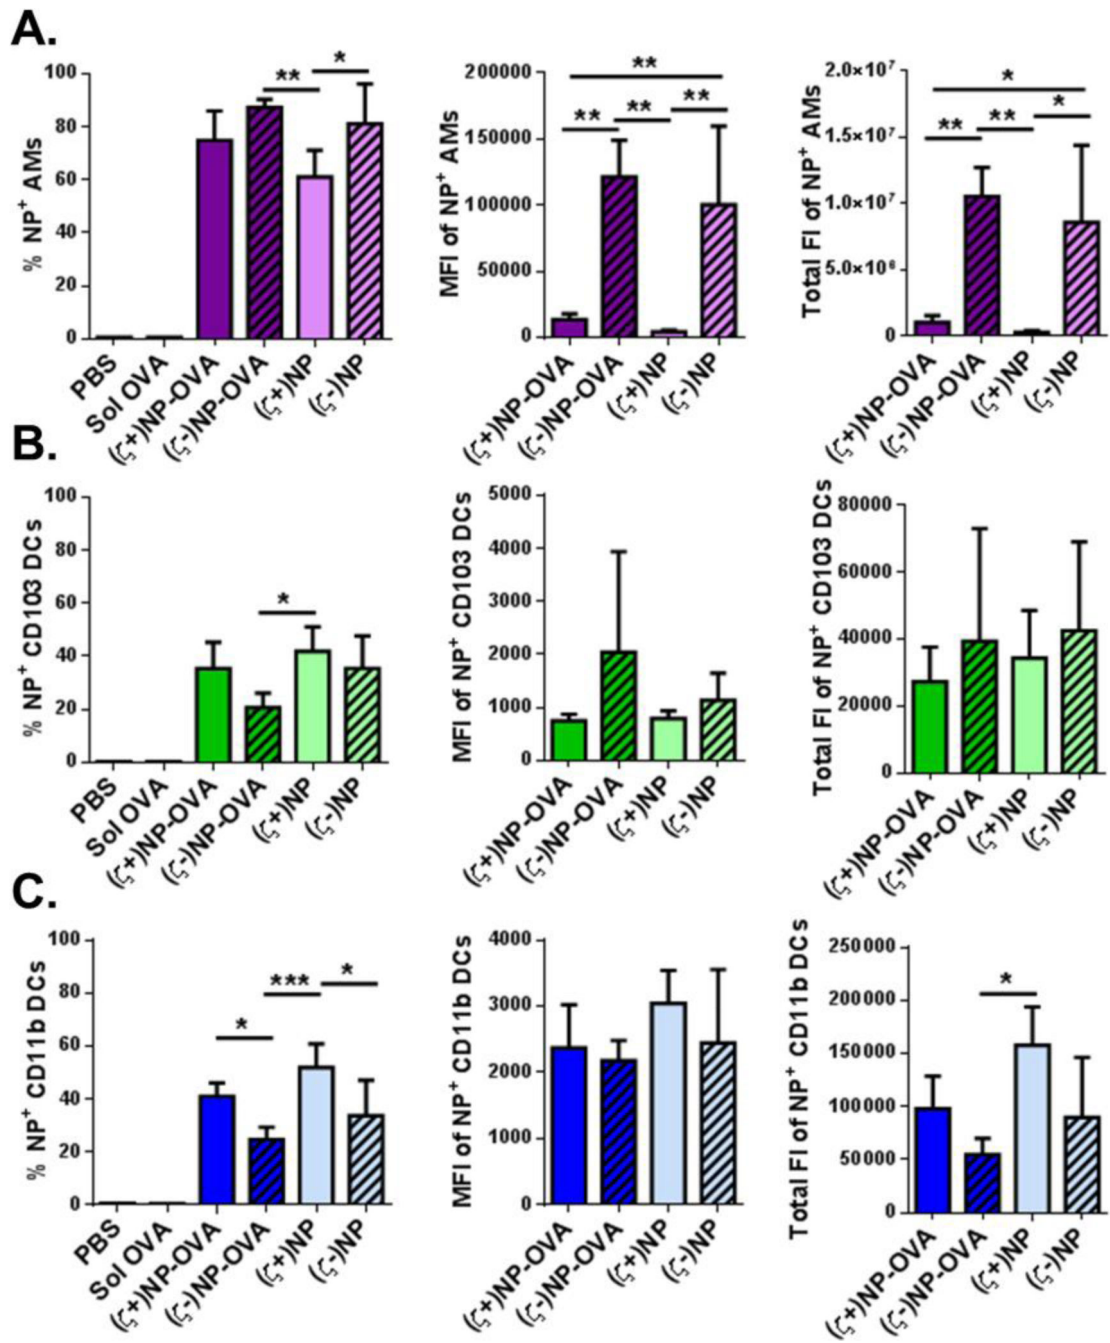 A.
% NP⁺ AMs
100
80
60
40
20
0
** *
PBS
Sol OVA
(ζ+)NP-OVA
(ζ-)NP-OVA
(ζ+)NP
(ζ-)NP
MFI of NP⁺ AMs
200000
150000
100000
50000
0
**
** ** **
(ζ+)NP-OVA
(ζ-)NP-OVA
(ζ+)NP
(ζ-)NP
Total FI of NP⁺ AMs
2.0×10⁷
1.5×10⁷
1.0×10⁷
5.0×10⁶
0
*
** ** *
(ζ+)NP-OVA
(ζ-)NP-OVA
(ζ+)NP
(ζ-)NP
B.
% NP⁺ CD103 DCs
100
80
60
40
20
0
*
PBS
Sol OVA
(ζ+)NP-OVA
(ζ-)NP-OVA
(ζ+)NP
(ζ-)NP
MFI of NP⁺ CD103 DCs
5000
4000
3000
2000
1000
0
(ζ+)NP-OVA
(ζ-)NP-OVA
(ζ+)NP
(ζ-)NP
Total FI of NP⁺ CD103 DCs
80000
60000
40000
20000
0
(ζ+)NP-OVA
(ζ-)NP-OVA
(ζ+)NP
(ζ-)NP
C.
% NP⁺ CD11b DCs
100
80
60
40
20
0
* *** *
PBS
Sol OVA
(ζ+)NP-OVA
(ζ-)NP-OVA
(ζ+)NP
(ζ-)NP
MFI of NP⁺ CD11b DCs
4000
3000
2000
1000
0
(ζ+)NP-OVA
(ζ-)NP-OVA
(ζ+)NP
(ζ-)NP
Total FI of NP⁺ CD11b DCs
250000
200000
150000
100000
50000
0
*
(ζ+)NP-OVA
(ζ-)NP-OVA
(ζ+)NP
(ζ-)NP